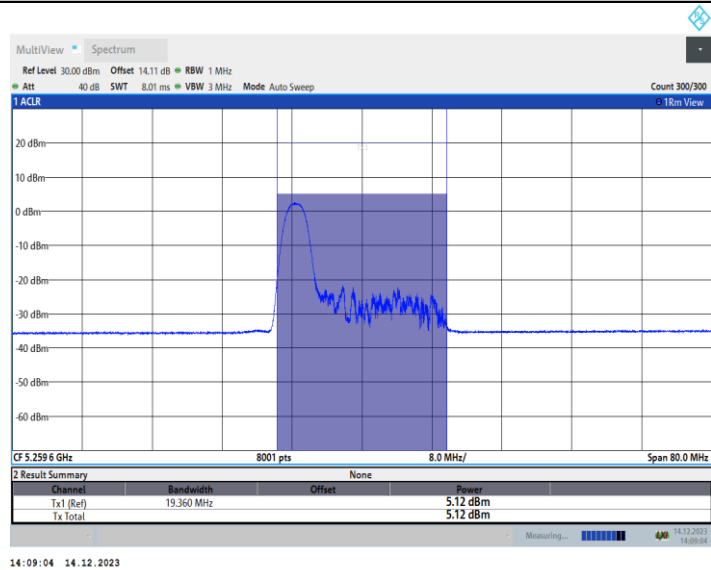 MultiView Spectrum
Ref Level 30.00 dBm Offset 14.11 dB RBW 1 MHz
Att 40 dB SWT 8.01 ms VBW 3 MHz Mode Auto Sweep Count 300/300
1 ACLR 1Rm View
20 dBm
10 dBm
0 dBm
-10 dBm
-20 dBm
-30 dBm
-40 dBm
-50 dBm
-60 dBm
CF 5.2596 GHz 8001 pts 8.0 MHz/ Span 80.0 MHz
2 Result Summary None
Channel Bandwidth Offset Power
Tx1 (Ref) 19.360 MHz 5.12 dBm
Tx Total 5.12 dBm
Measuring... 14.12.2023
14:09:04
14:09:04 14.12.2023